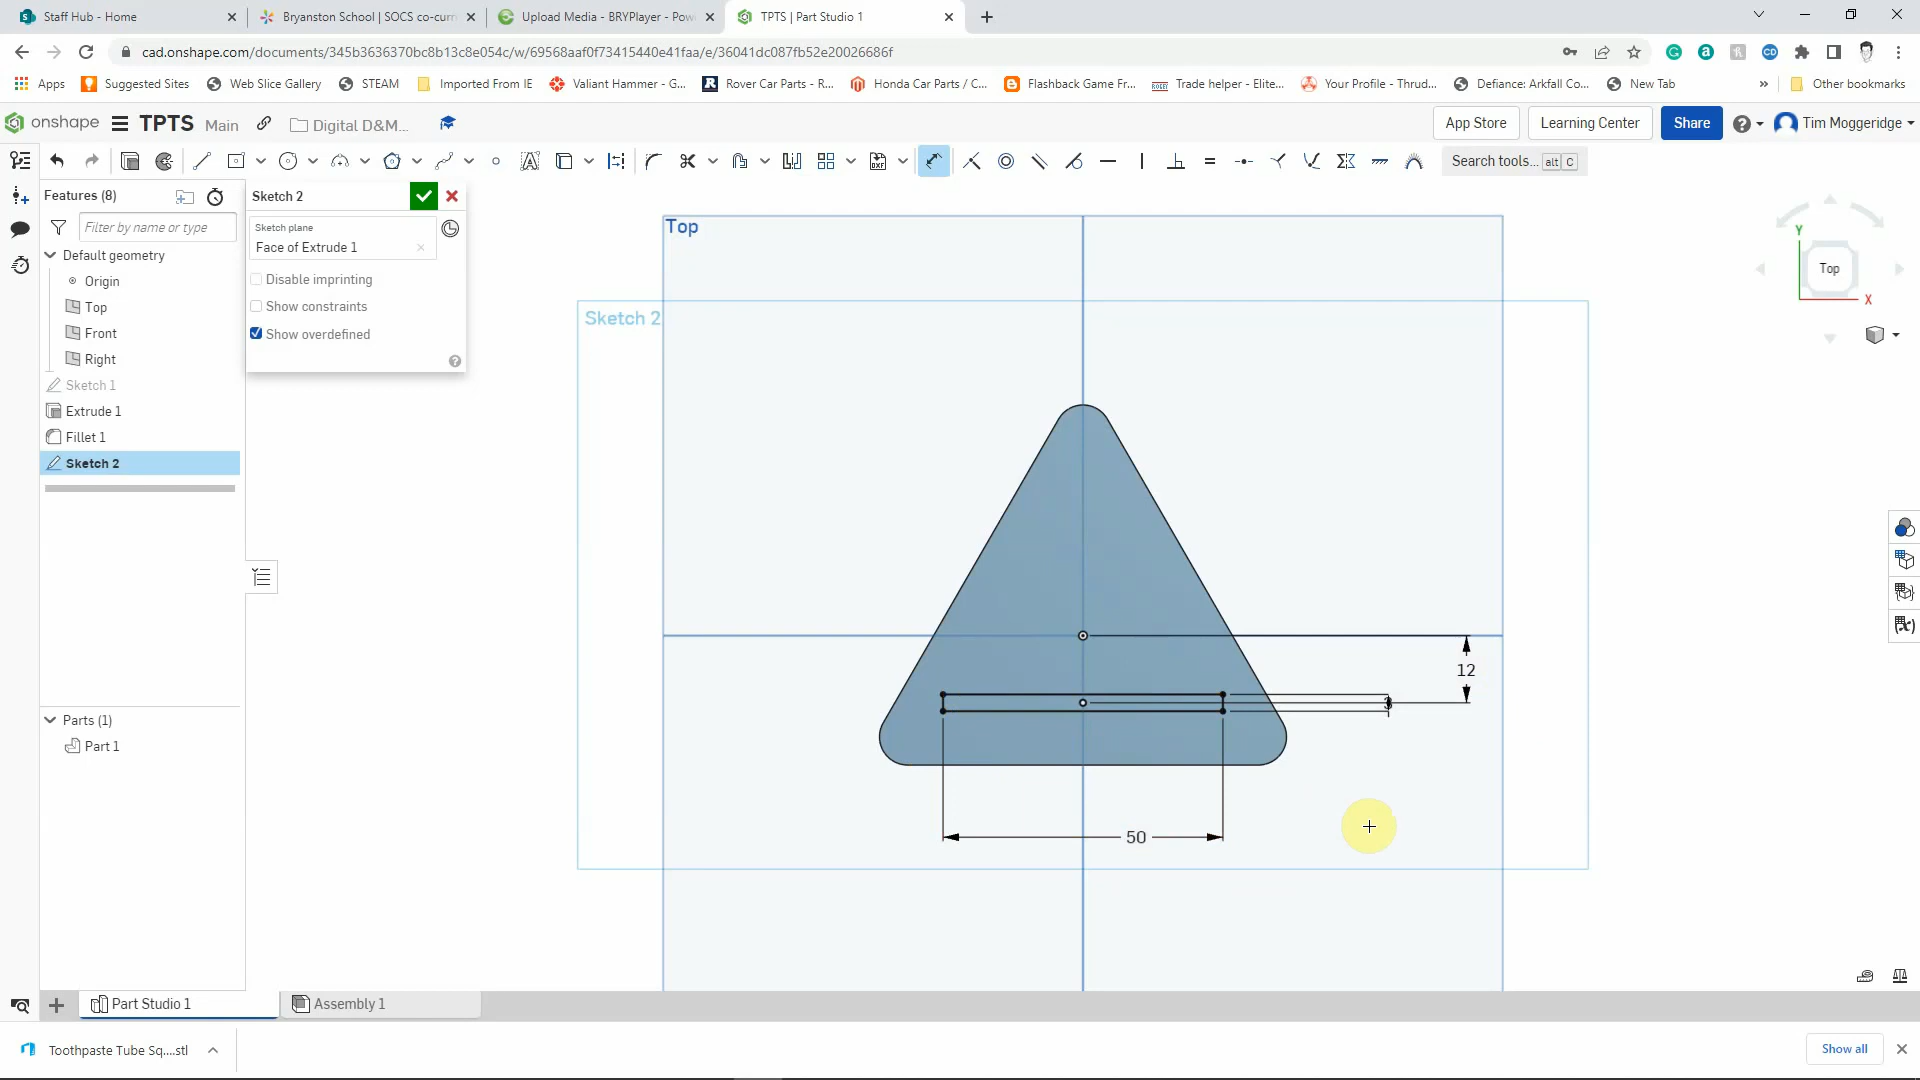 Staff Hub - Home
Bryanston School | SOCS co-curr
Upload Media - BRYPlayer - Pow
TPTS | Part Studio 1
cad.onshape.com/documents/345b3636370bc8b13c8e054c/w/69568aaf0f73415440e41faa/e/36041dc087fb52e20026686f
Apps
Suggested Sites
Web Slice Gallery
STEAM
Imported From IE
Valiant Hammer - G...
Rover Car Parts - R...
Honda Car Parts / C...
Flashback Game Fr...
Trade helper - Elite...
Your Profile - Thrud...
Defiance: Arkfall Co...
New Tab
»
Other bookmarks
onshape
TPTS
Main
Digital D&M...
App Store
Learning Center
Share
Tim Moggeridge
Search tools... alt C
Features (8)
Filter by name or type
Default geometry
Origin
Top
Front
Right
Sketch 1
Extrude 1
Fillet 1
Sketch 2
Sketch 2
Sketch plane
Face of Extrude 1
Disable imprinting
Show constraints
Show overdefined
Top
Sketch 2
12
3
50
Y
Top
X
Parts (1)
Part 1
Part Studio 1
Assembly 1
Toothpaste Tube Sq....stl
Show all